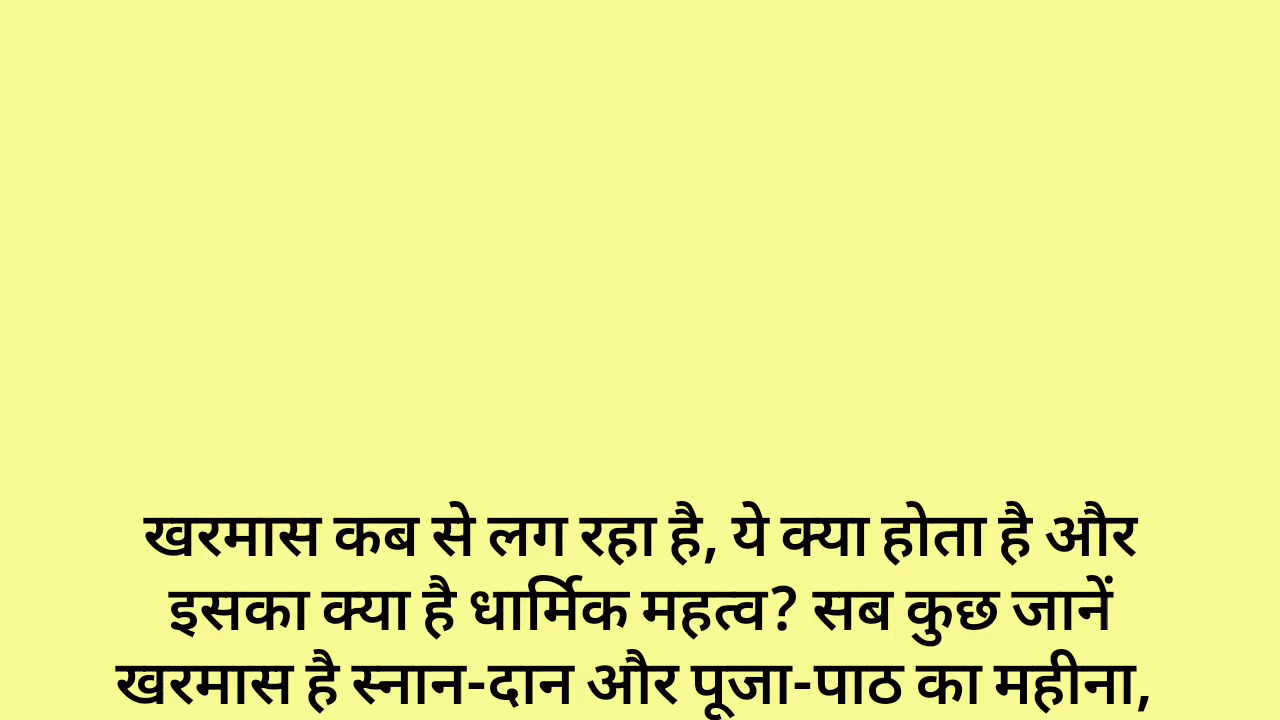 खरमास कब से लग रहा है, ये क्या होता है और
इसका क्या है धार्मिक महत्व? सब कुछ जानें
खरमास है स्नान-दान और पूजा-पाठ का महीना,